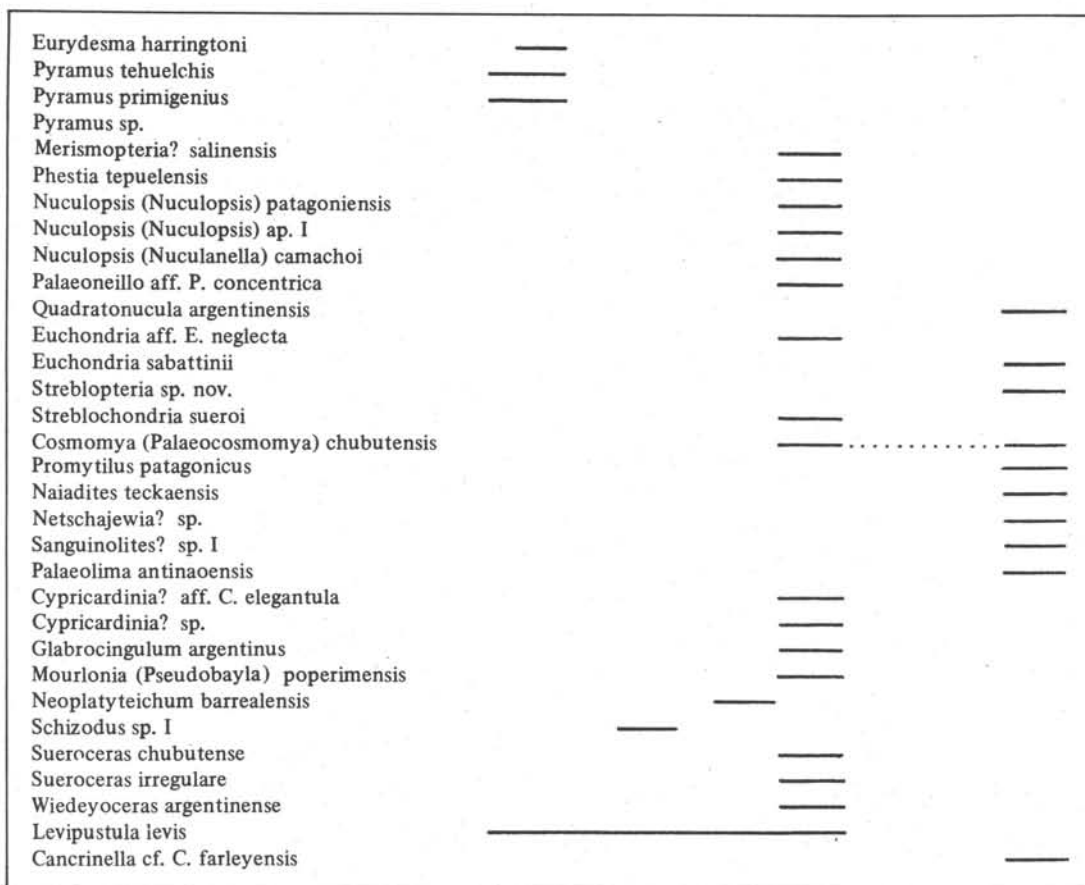 Eurydesma harringtoni
Pyramus tehuelchis
Pyramus primigenius
Pyramus sp.
Merismopteria? salinensis
Phestia tepuelensis
Nuculopsis (Nuculopsis) patagoniensis
Nuculopsis (Nuculopsis) ap. I
Nuculopsis (Nuculanella) camachoi
Palaeoneillo aff. P. concentrica
Quadratonucula argentinensis
Euchondria aff. E. neglecta
Euchondria sabattinii
Streblopteria sp. nov.
Streblochondria sueroi
Cosmomya (Palaeocosmomya) chubutensis
Promytilus patagonicus
Naiadites teckaensis
Netschajewia? sp.
Sanguinolites? sp. I
Palaeolima antinaoensis
Cypricardinia? aff. C. elegantula
Cypricardinia? sp.
Glabrocingulum argentinus
Mourlonia (Pseudobayla) poperimensis
Neoplatyteichum barrealensis
Schizodus sp. I
Sueroceras chubutense
Sueroceras irregulare
Wiedeyoceras argentinense
Levipustula levis
Cancrinella cf. C. farleyensis